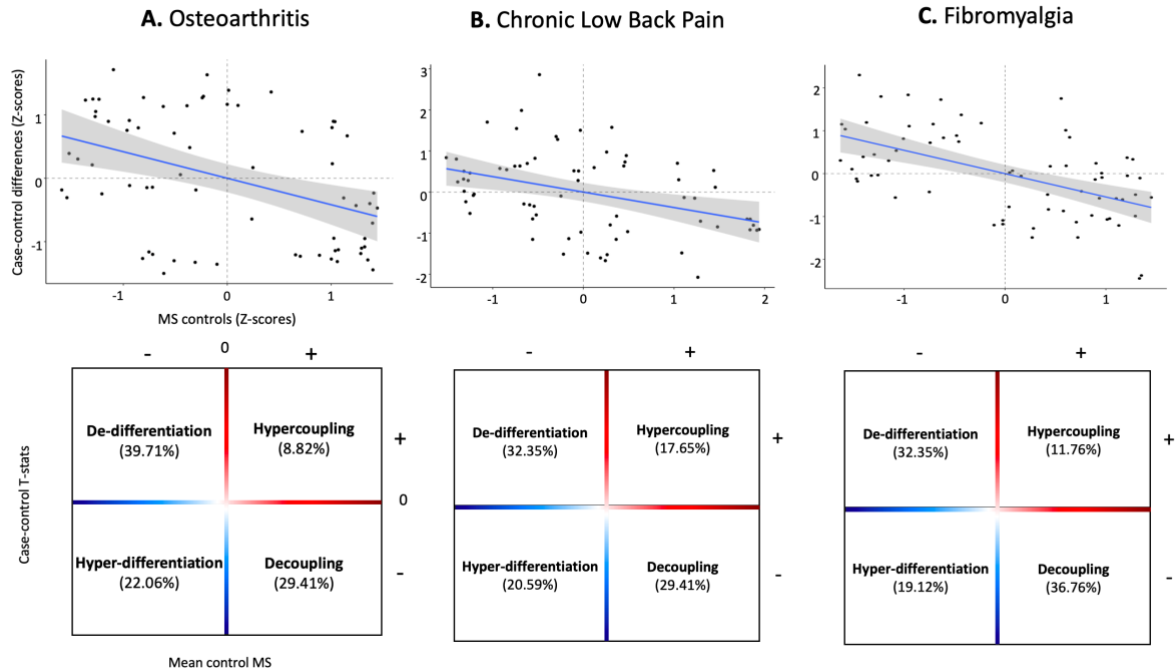 A. Osteoarthritis
B. Chronic Low Back Pain
C. Fibromyalgia
Case-control differences (Z-scores)
1
0
-1
-1
0
1
MS controls (Z-scores)
3
2
1
0
-1
-2
-1
0
1
2
2
1
0
-1
-2
-1
0
1
- 0 +
De-differentiation
(39.71%)
Hypercoupling
(8.82%)
+
0
Hyper-differentiation
(22.06%)
Decoupling
(29.41%)
-
Case-control T-stats
Mean control MS
- +
De-differentiation
(32.35%)
Hypercoupling
(17.65%)
+
Hyper-differentiation
(20.59%)
Decoupling
(29.41%)
-
- +
De-differentiation
(32.35%)
Hypercoupling
(11.76%)
+
Hyper-differentiation
(19.12%)
Decoupling
(36.76%)
-